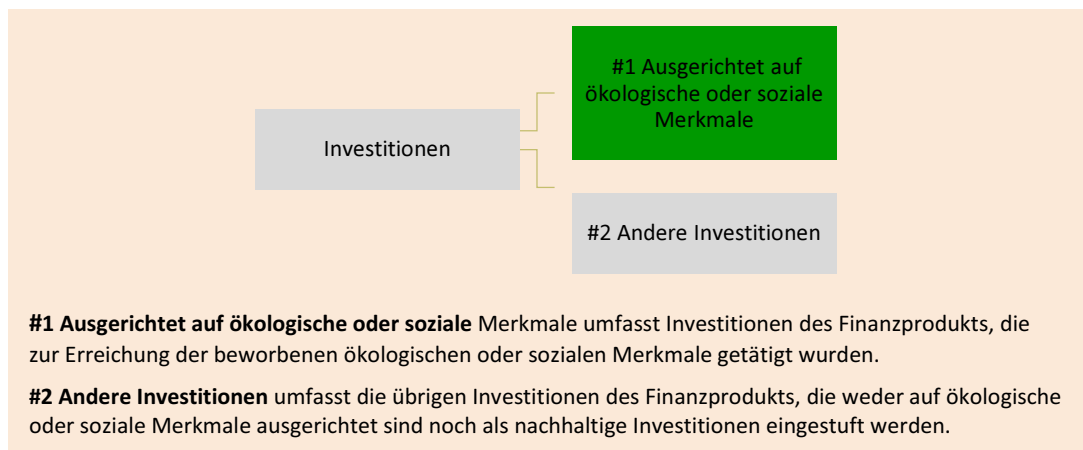 #1 Ausgerichtet auf
ökologische oder soziale
Merkmale
Investitionen
#2 Andere Investitionen
#1 Ausgerichtet auf ökologische oder soziale Merkmale umfasst Investitionen des Finanzprodukts, die
zur Erreichung der beworbenen ökologischen oder sozialen Merkmale getätigt wurden.
#2 Andere Investitionen umfasst die übrigen Investitionen des Finanzprodukts, die weder auf ökologische
oder soziale Merkmale ausgerichtet sind noch als nachhaltige Investitionen eingestuft werden.